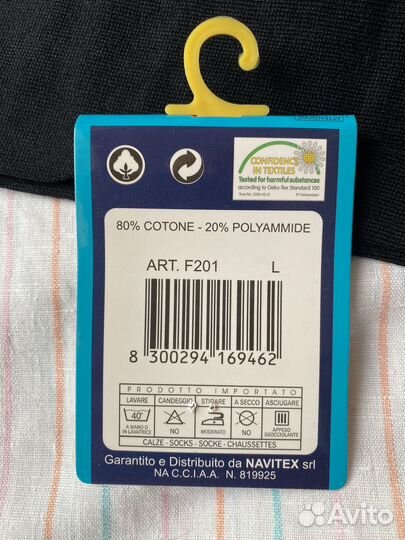 CONFIDENCE
IN TEXTILES
Tested for harmful substances
according to Oeko-Tex Standard 100
80% COTONE - 20% POLYAMMIDE
ART. F201 L
8 300294 169462
PRODOTTO IMPORTATO
LAVARE CANDEGGIO STIRARE A SECCO ASCIUGARE
40°
A MANO O
IN LAVATRICE NO MODERATO NO APPESO
SGOCCIOLANTE
CALZE - SOCKS - SOCKE - CHAUSSETTES
Garantito e Distribuito da NAVITEX srl
NA C.C.I.A.A. N. 819925
Avito